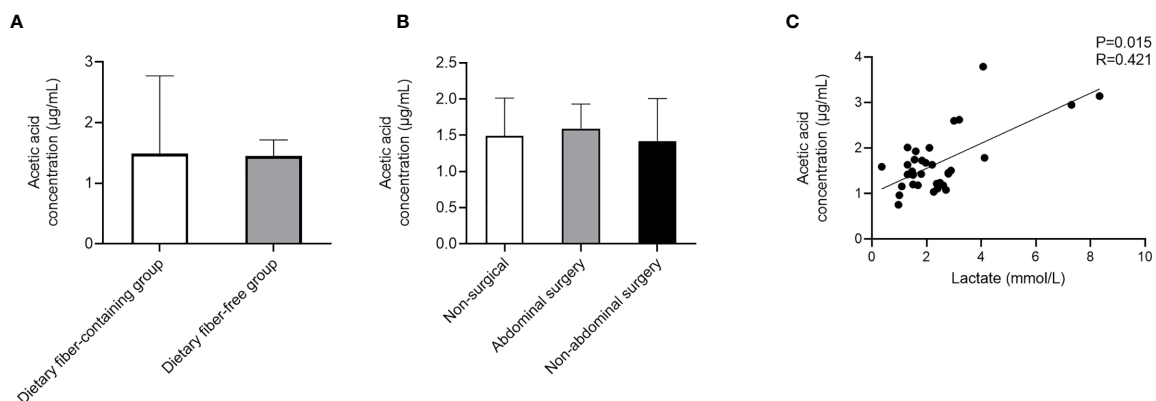 A
Acetic acid
concentration (μg/mL)
3
2
1
0
Dietary fiber-containing group
Dietary fiber-free group
B
Acetic acid
concentration (μg/mL)
2.5
2.0
1.5
1.0
0.5
0.0
Non-surgical
Abdominal surgery
Non-abdominal surgery
C
P=0.015
R=0.421
Acetic acid
concentration (μg/mL)
4
3
2
1
0
0 2 4 6 8 10
Lactate (mmol/L)